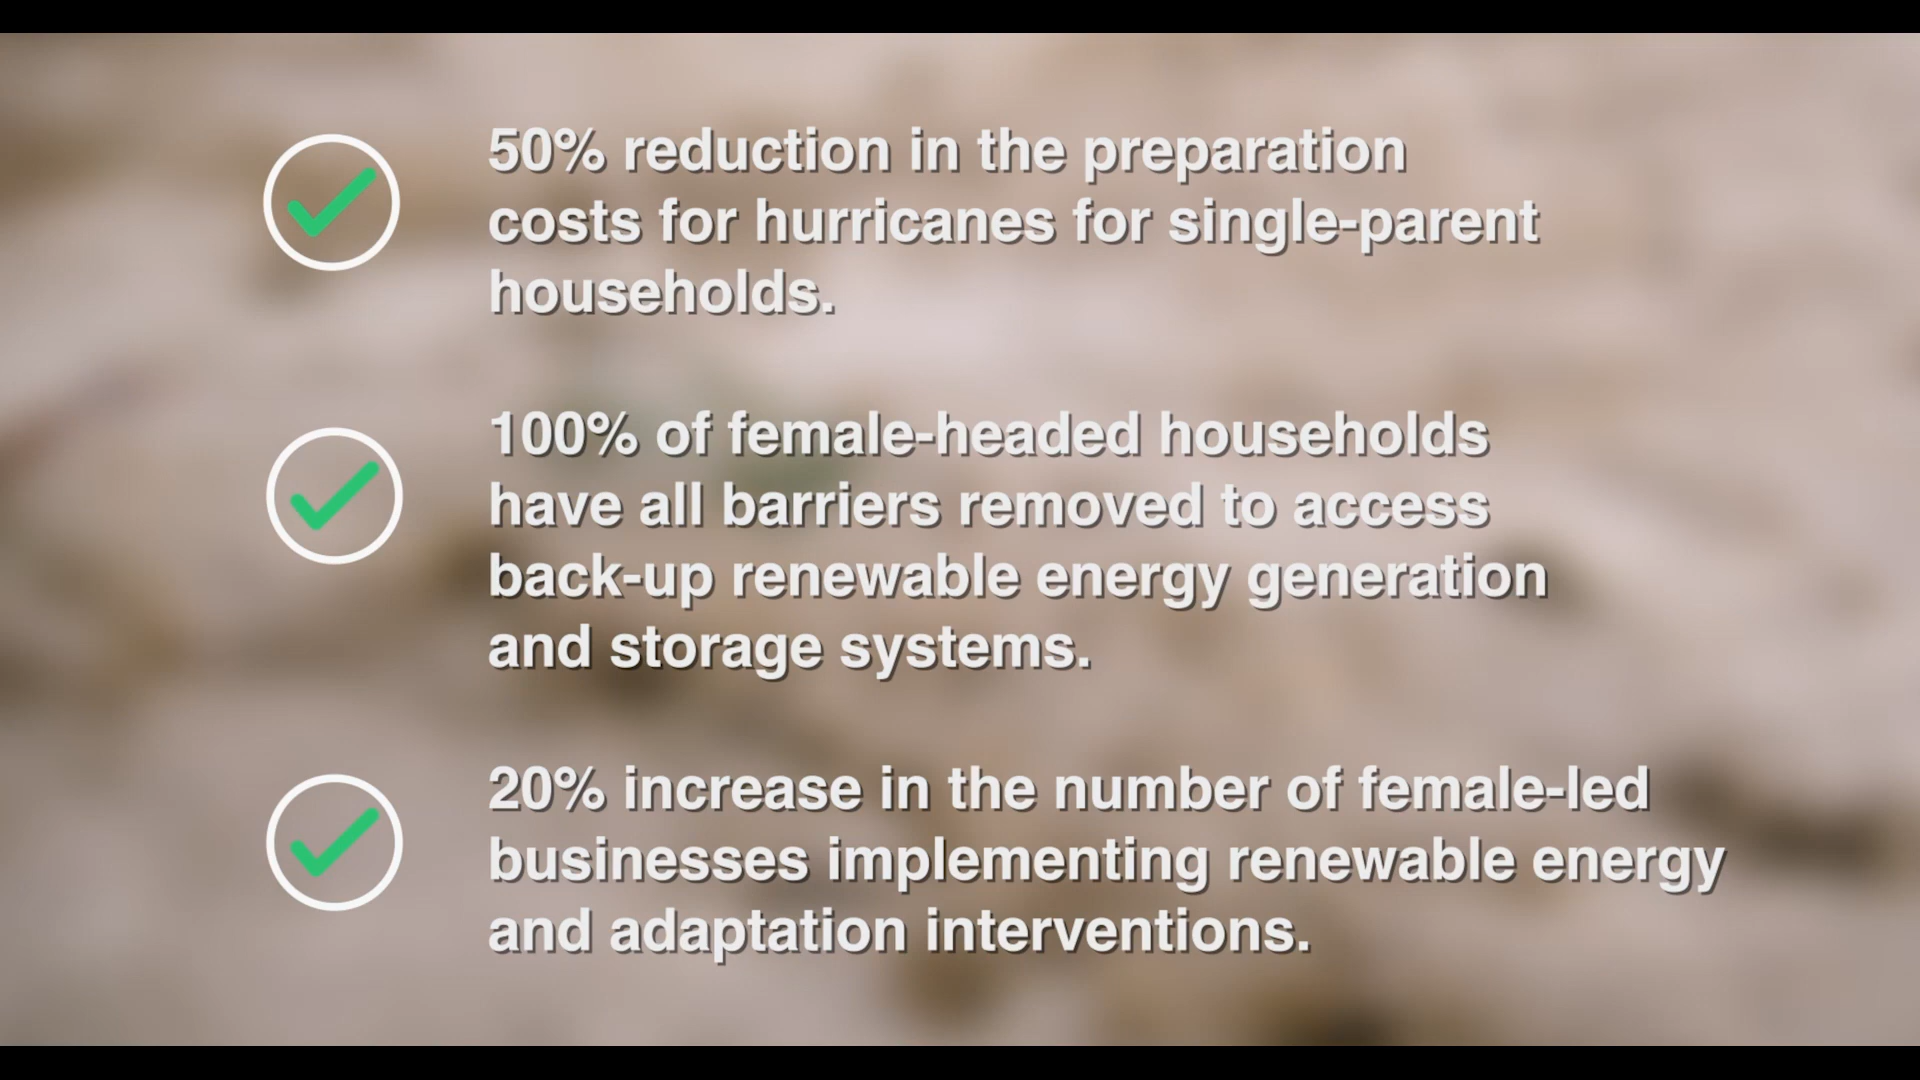 50% reduction in the preparation
costs for hurricanes for single-parent
households.
100% of female-headed households
have all barriers removed to access
back-up renewable energy generation
and storage systems.
20% increase in the number of female-led
businesses implementing renewable energy
and adaptation interventions.